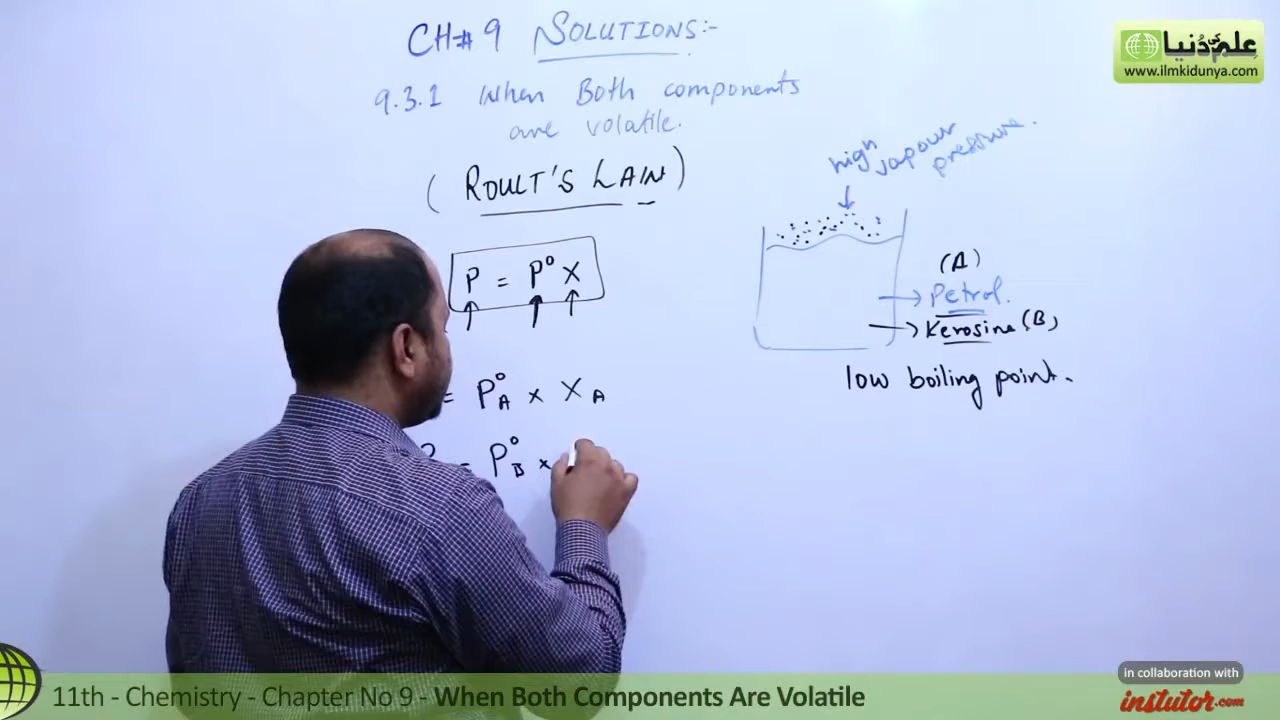 CH# 9 SOLUTIONS:-
9.3.1 When Both components
are volatile.
(ROULT'S LAW)
P = P° X
= P°A × XA
= P°B ×
high vapour
pressure.
(A)
Petrol.
Kerosine (B)
low boiling point.
علم کی دنیا
www.ilmkidunya.com
11th - Chemistry - Chapter No 9 - When Both Components Are Volatile
in collaboration with
instutor.com